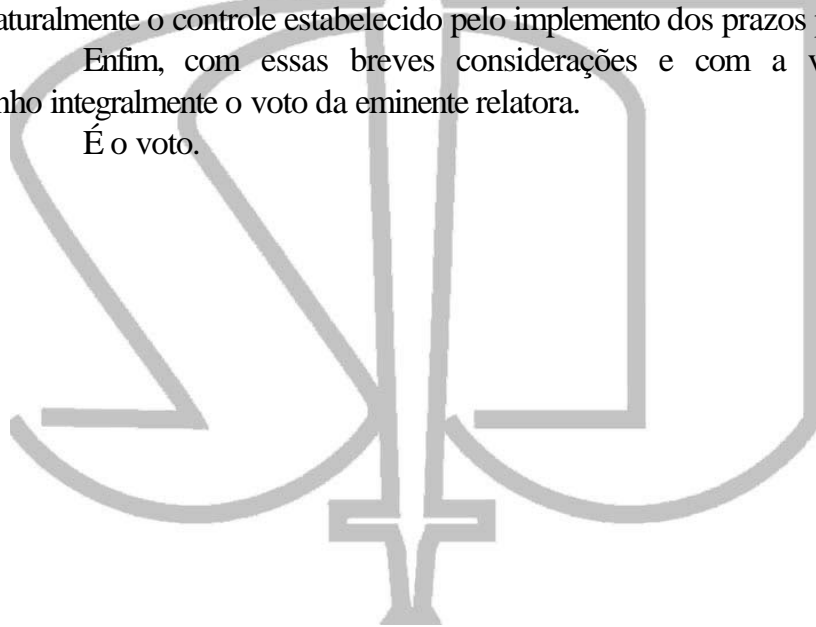 aturalmente o controle estabelecido pelo implemento dos prazos
Enfim, com essas breves considerações e com a
nho integralmente o voto da eminente relatora.
É o voto.